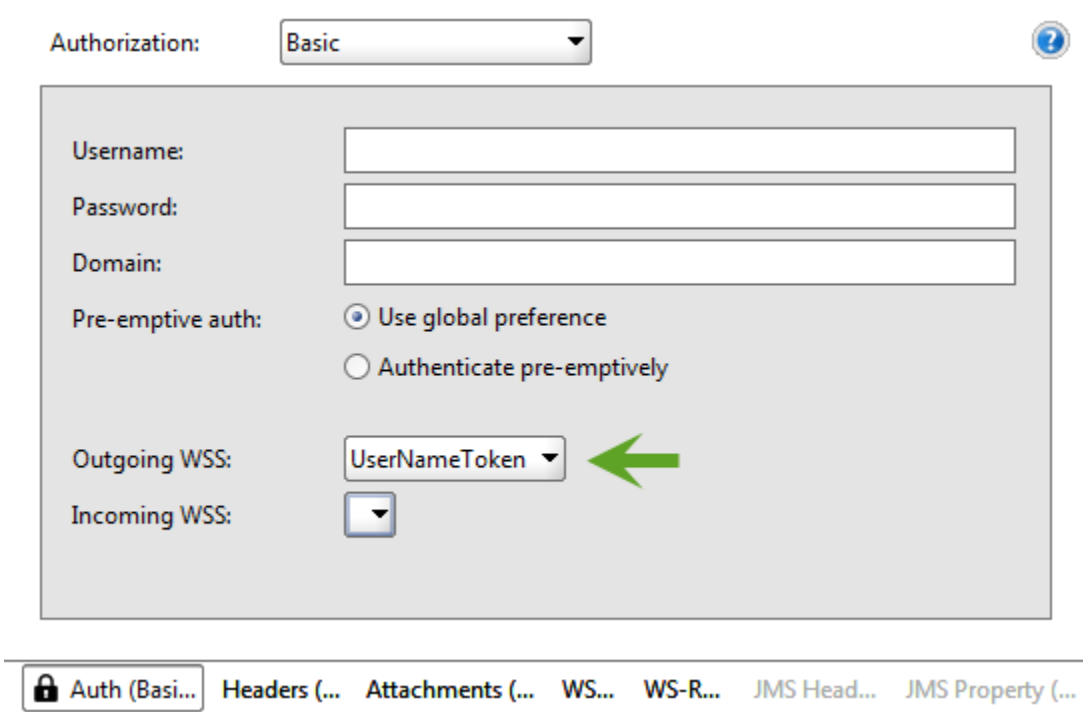 Authorization: Basic ?
Username:
Password:
Domain:
Pre-emptive auth: Use global preference
Authenticate pre-emptively
Outgoing WSS: UserNameToken
Incoming WSS:
Auth (Basi... Headers (... Attachments (... WS... WS-R... JMS Head... JMS Property (...